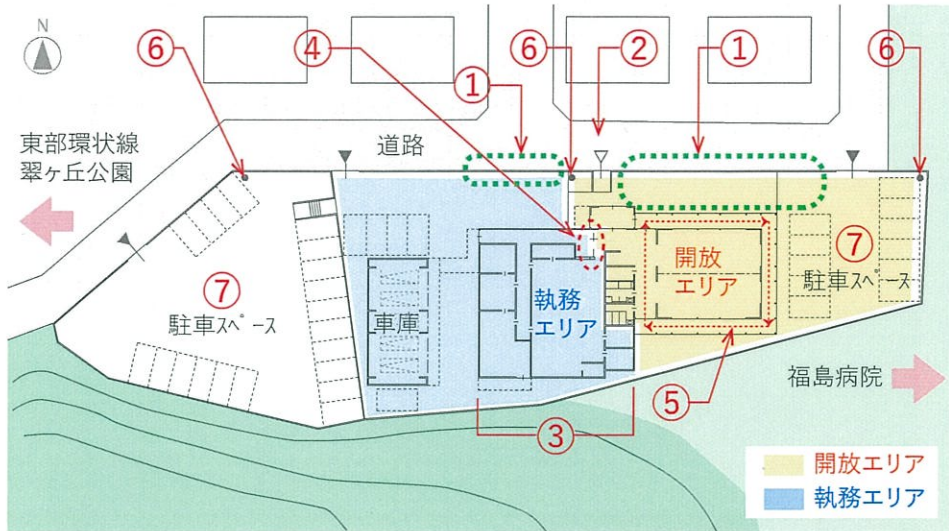 N
⑥
④
⑥
②
①
⑥
①
東部環状線
翠ヶ丘公園
道路
⑦
駐車スペース
車庫
執務
エリア
開放
エリア
⑦
駐車スペース
福島病院
⑤
③
開放エリア
執務エリア